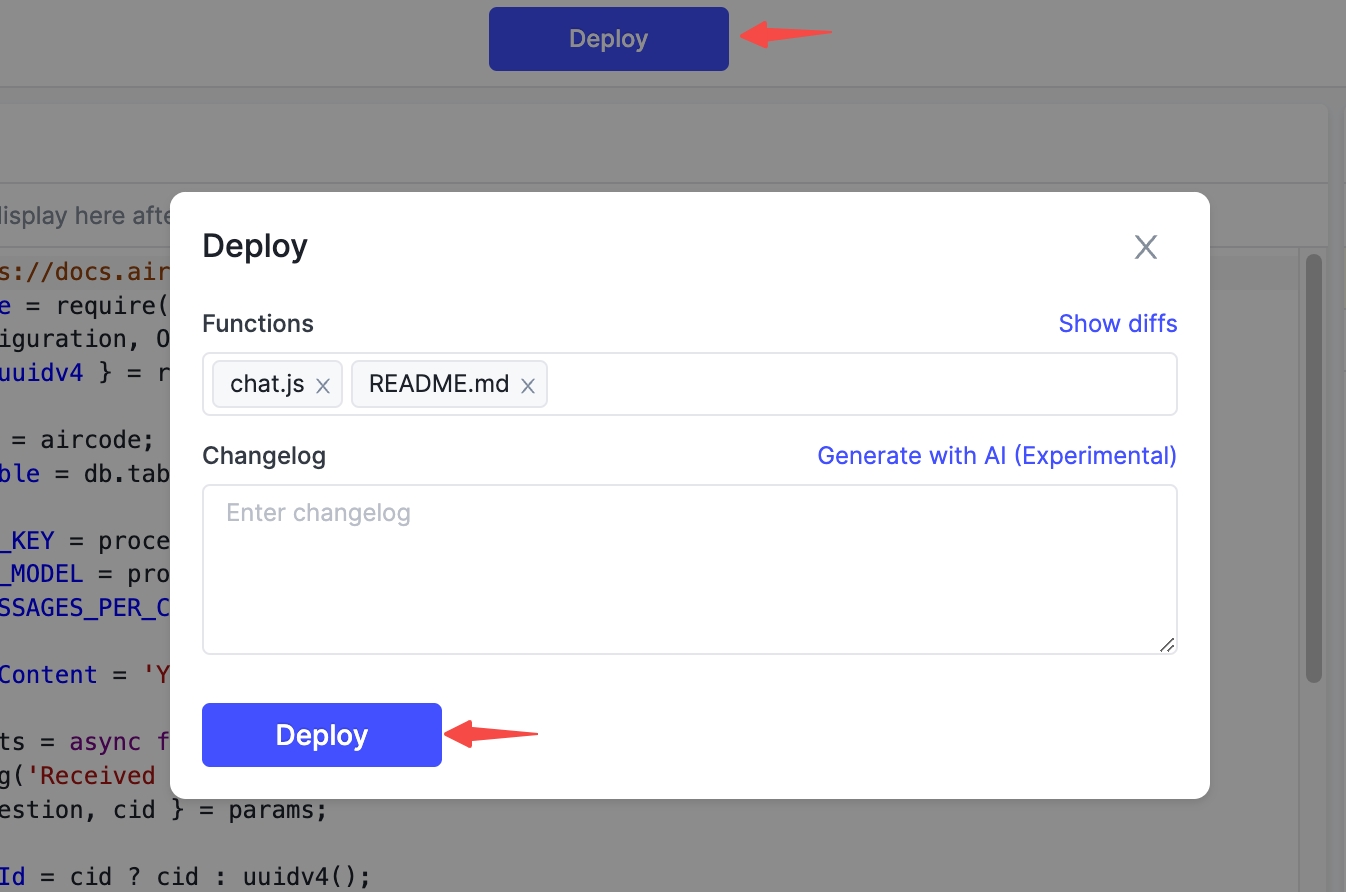 Deploy
isplay here afte
s://docs.air
e = require(
iguration, O
uuidv4 } = r
= aircode;
ble = db.tab
_KEY = proce
_MODEL = pro
SSAGES_PER_C
Content = 'Y
ts = async f
g('Received
estion, cid } = params;
Id = cid ? cid : uuidv4();
Deploy
Functions
Show diffs
chat.js
README.md
Changelog
Generate with AI (Experimental)
Enter changelog
Deploy